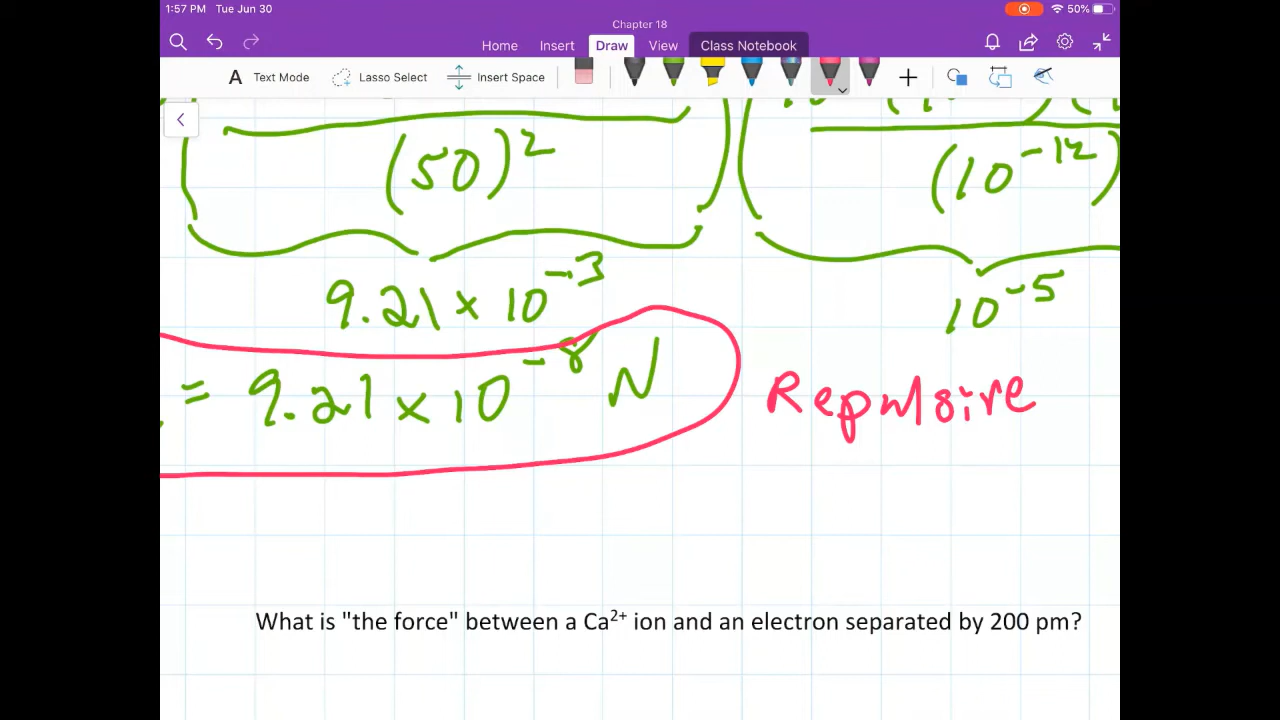 1:57 PM Tue Jun 30
50%
Chapter 18
Home Insert Draw View Class Notebook
A Text Mode Lasso Select Insert Space
(50)²
(10⁻¹²)
9.21 × 10⁻³
10⁻⁵
= 9.21 × 10⁻⁸ N
Repulsive
What is "the force" between a Ca²⁺ ion and an electron separated by 200 pm?